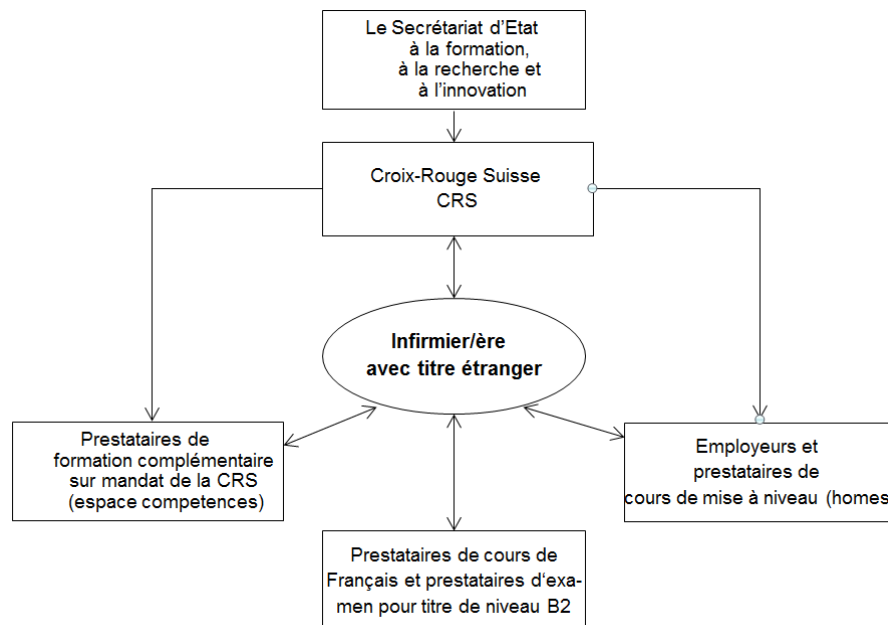 Le Secrétariat d'Etat
à la formation,
à la recherche et
à l'innovation
Croix-Rouge Suisse
CRS
Infirmier/ère
avec titre étranger
Prestataires de
formation complémentaire
sur mandat de la CRS
(espace competences)
Employeurs et
prestataires de
cours de mise à niveau (homes
Prestataires de cours de
Français et prestataires d'exa-
men pour titre de niveau B2